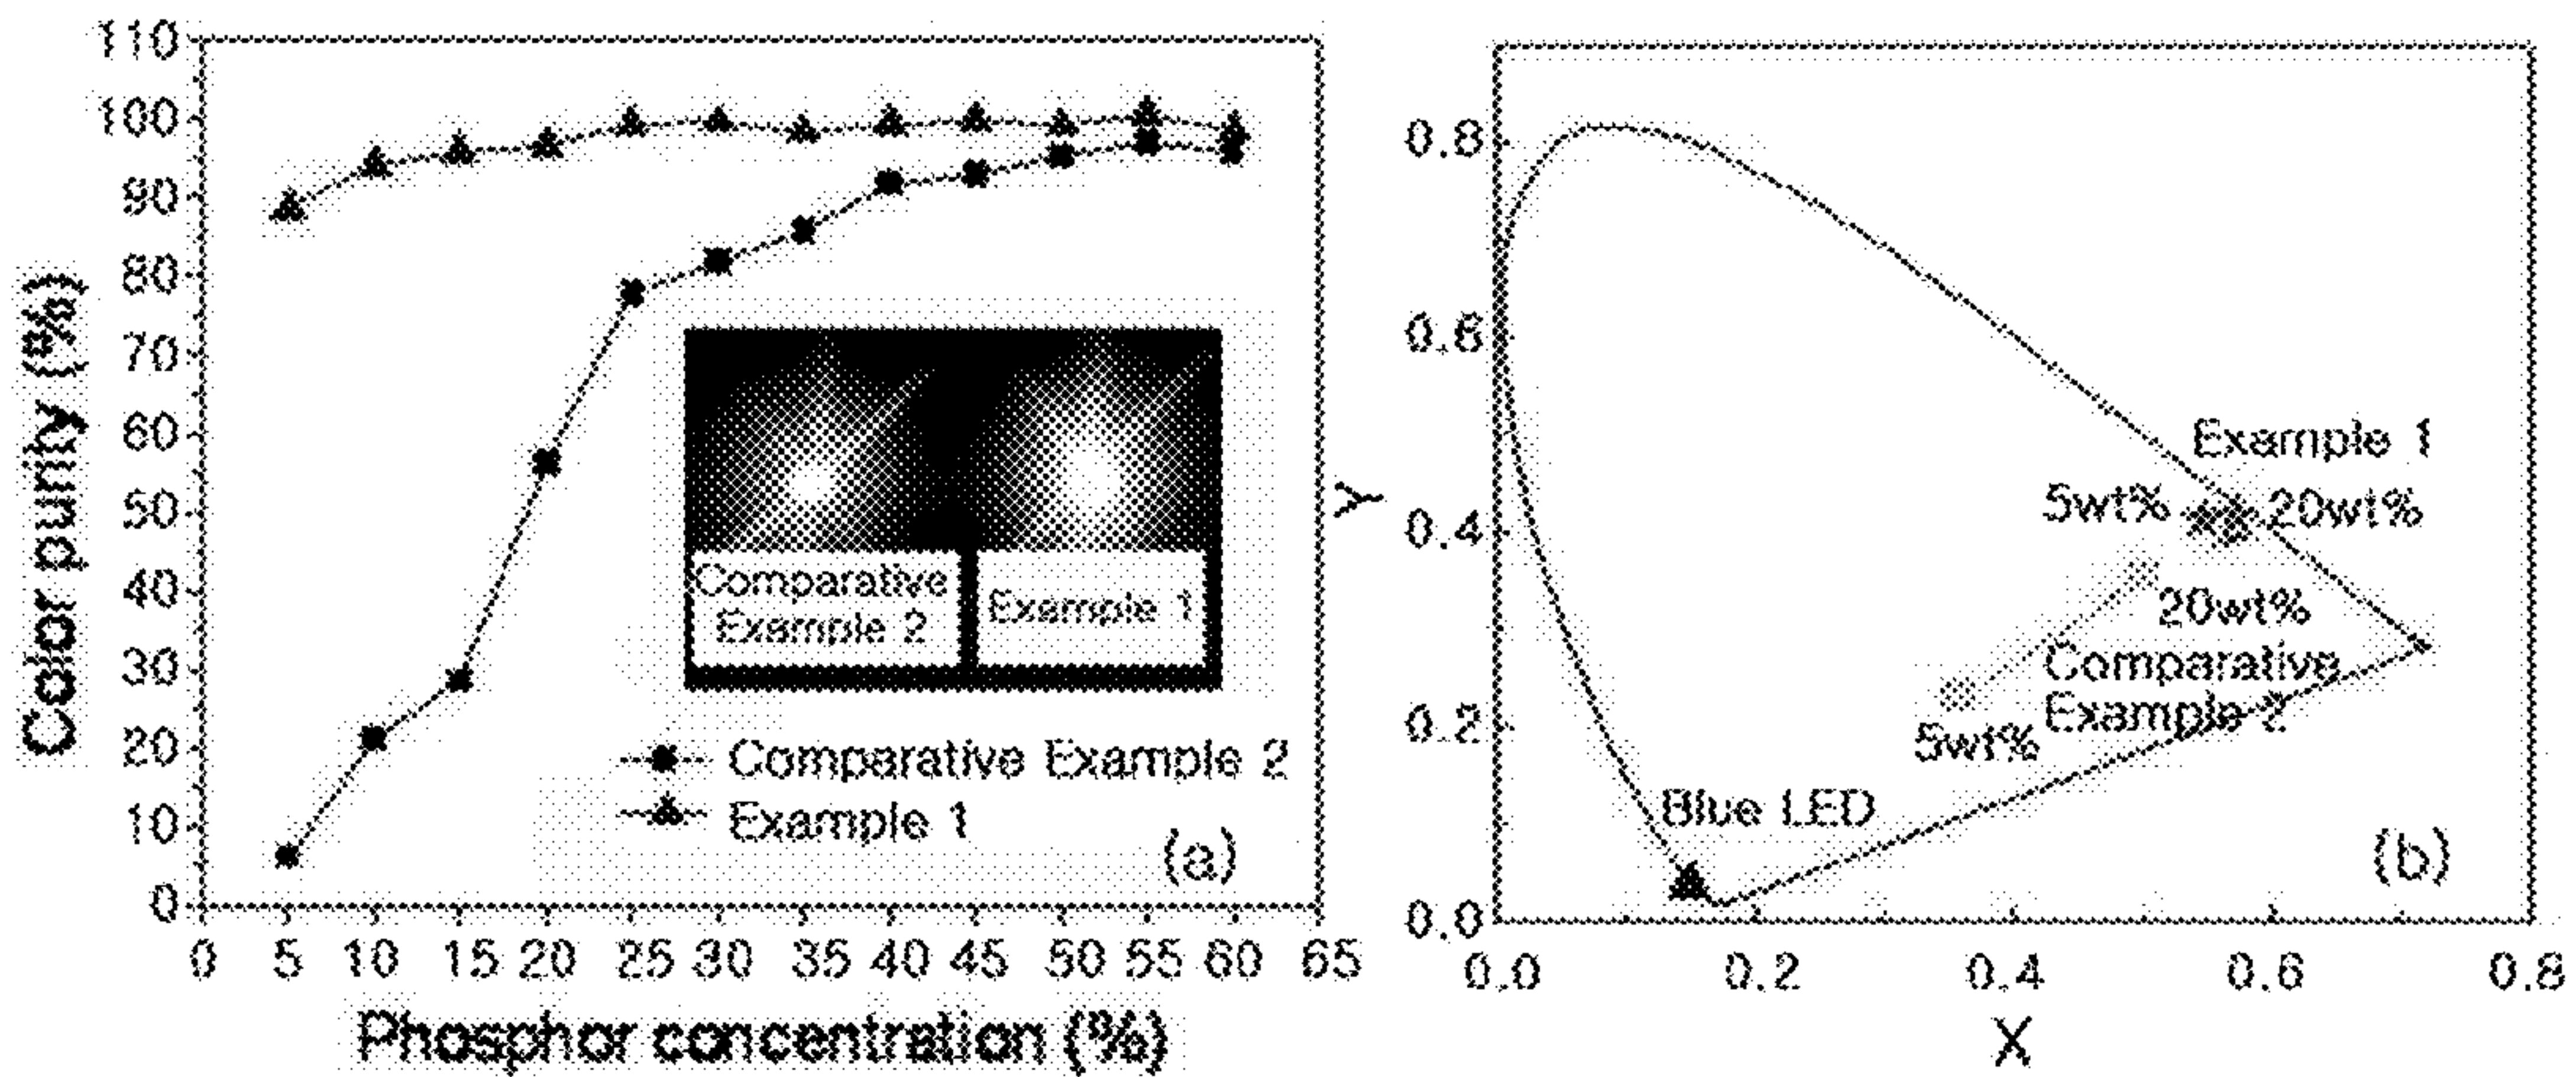 110
100
90
80
70
60
50
40
30
20
10
0
Color purity (%)
0 5 10 15 20 25 30 35 40 45 50 55 60 65
Phosphor concentration (%)
Comparative
Example 2
Example 1
Comparative Example 2
Example 1
(a)
0.8
0.6
0.4
0.2
0.0
Y
Example 1
5wt% 20wt%
20wt%
Comparative
Example 2
5wt%
Blue LED
(b)
0.0 0.2 0.4 0.6 0.8
X